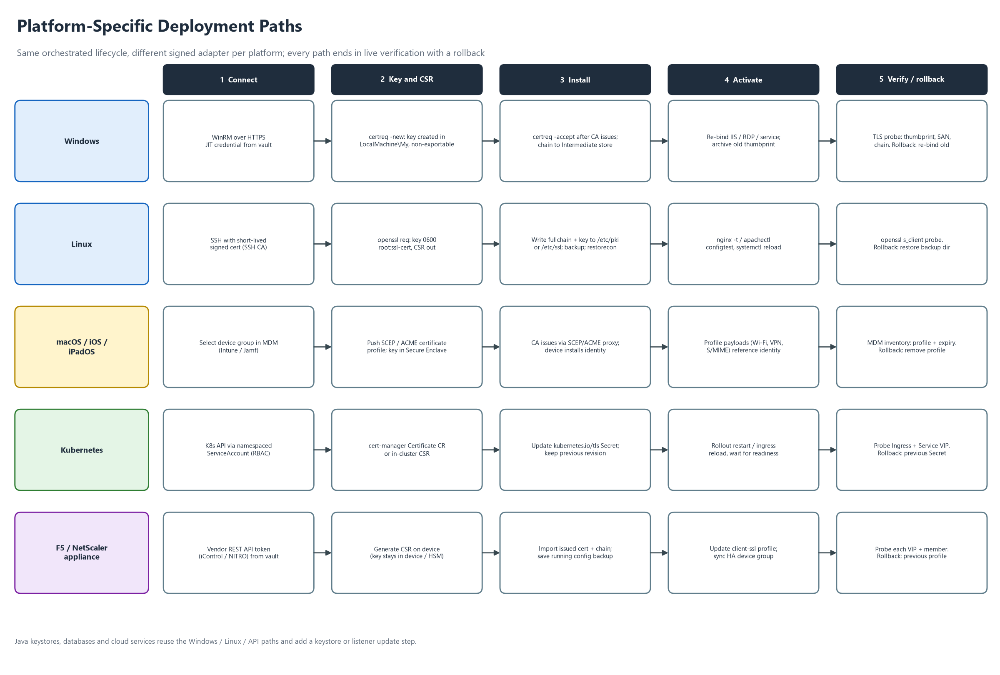 Platform-Specific Deployment Paths
Same orchestrated lifecycle, different signed adapter per platform; every path ends in live verification with a rollback
1 Connect
2 Key and CSR
3 Install
4 Activate
5 Verify / rollback
Windows
WinRM over HTTPS
JIT credential from vault
certreq -new: key created in
LocalMachine\My, non-exportable
certreq -accept after CA issues;
chain to Intermediate store
Re-bind IIS / RDP / service;
archive old thumbprint
TLS probe: thumbprint, SAN,
chain. Rollback: re-bind old
Linux
SSH with short-lived
signed cert (SSH CA)
openssl req: key 0600
root:ssl-cert, CSR out
Write fullchain + key to /etc/pki
or /etc/ssl; backup; restorecon
nginx -t / apachectl
configtest, systemctl reload
openssl s_client probe.
Rollback: restore backup dir
macOS / iOS /
iPadOS
Select device group in MDM
(Intune / Jamf)
Push SCEP / ACME certificate
profile; key in Secure Enclave
CA issues via SCEP/ACME proxy;
device installs identity
Profile payloads (Wi-Fi, VPN,
S/MIME) reference identity
MDM inventory: profile + expiry.
Rollback: remove profile
Kubernetes
K8s API via namespaced
ServiceAccount (RBAC)
cert-manager Certificate CR
or in-cluster CSR
Update kubernetes.io/tls Secret;
keep previous revision
Rollout restart / ingress
reload, wait for readiness
Probe Ingress + Service VIP.
Rollback: previous Secret
F5 / NetScaler
appliance
Vendor REST API token
(iControl / NITRO) from vault
Generate CSR on device
(key stays in device / HSM)
Import issued cert + chain;
save running config backup
Update client-ssl profile;
sync HA device group
Probe each VIP + member.
Rollback: previous profile
Java keystores, databases and cloud services reuse the Windows / Linux / API paths and add a keystore or listener update step.